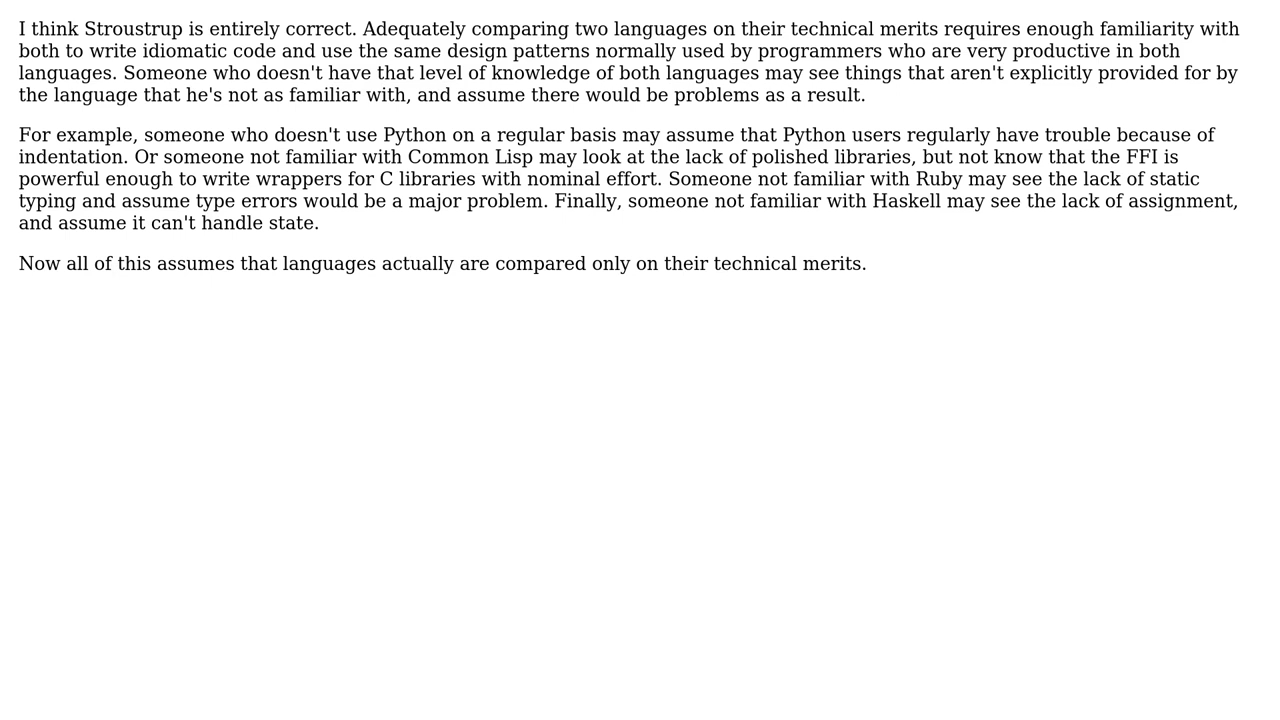 I think Stroustrup is entirely correct. Adequately comparing two languages on their technical merits requires enough familiarity with
both to write idiomatic code and use the same design patterns normally used by programmers who are very productive in both
languages. Someone who doesn't have that level of knowledge of both languages may see things that aren't explicitly provided for by
the language that he's not as familiar with, and assume there would be problems as a result.
For example, someone who doesn't use Python on a regular basis may assume that Python users regularly have trouble because of
indentation. Or someone not familiar with Common Lisp may look at the lack of polished libraries, but not know that the FFI is
powerful enough to write wrappers for C libraries with nominal effort. Someone not familiar with Ruby may see the lack of static
typing and assume type errors would be a major problem. Finally, someone not familiar with Haskell may see the lack of assignment,
and assume it can't handle state.
Now all of this assumes that languages actually are compared only on their technical merits.